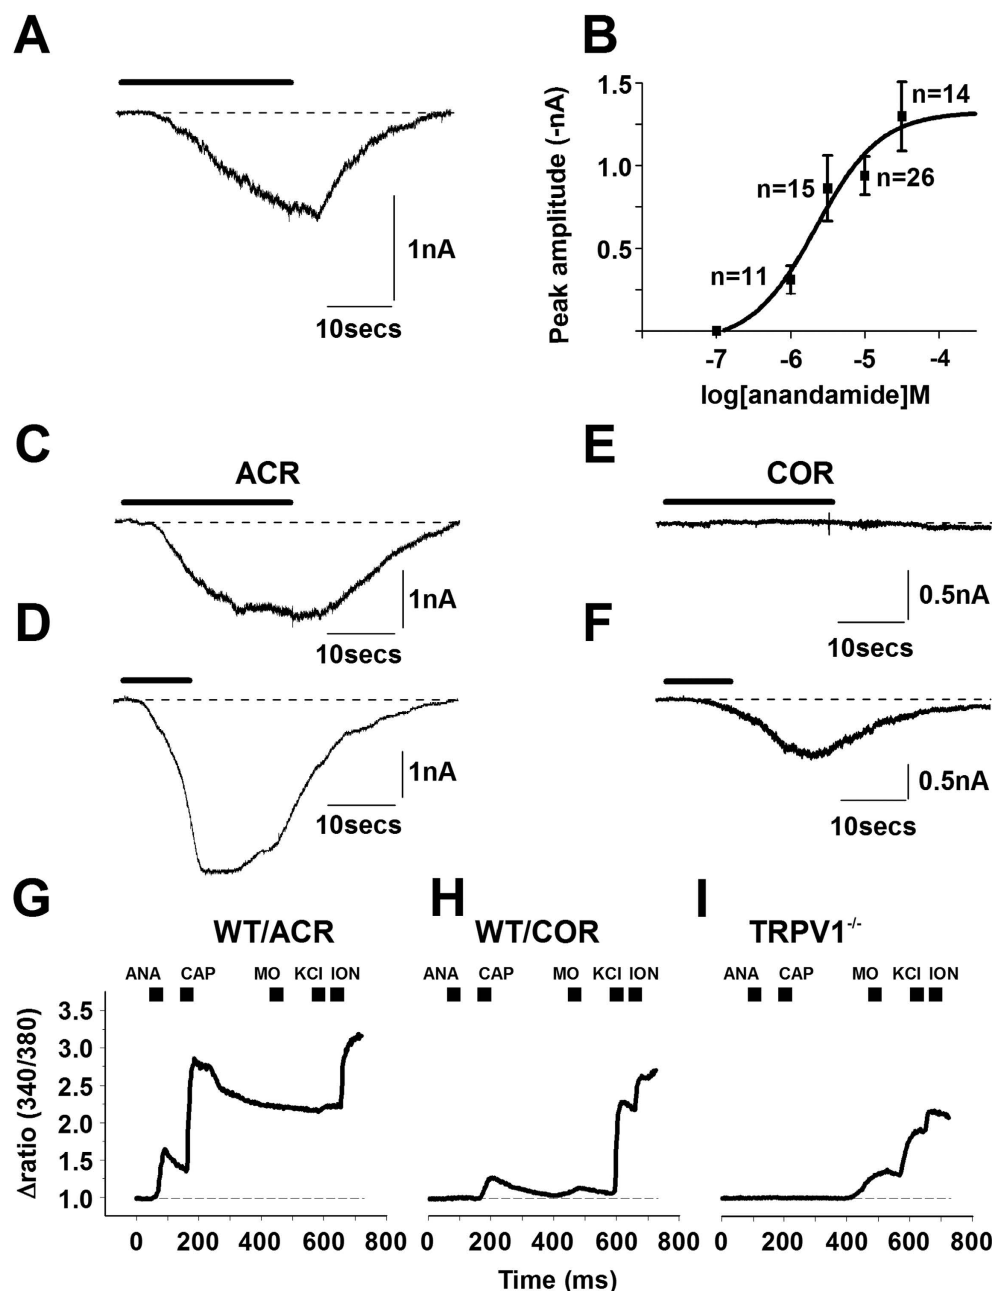 A
1nA
10secs
B
Peak amplitude (-nA)
1.5
1.0
0.5
n=14
n=15
n=26
n=11
-7 -6 -5 -4
log[anandamide]M
C
ACR
1nA
10secs
D
1nA
10secs
E
COR
0.5nA
10secs
F
0.5nA
10secs
G
WT/ACR
ANA CAP MO KCl ION
Δratio (340/380)
3.5
3.0
2.5
2.0
1.5
1.0
0 200 400 600 800
H
WT/COR
ANA CAP MO KCl ION
0 200 400 600 800
I
TRPV1-/-
ANA CAP MO KCl ION
0 200 400 600 800
Time (ms)